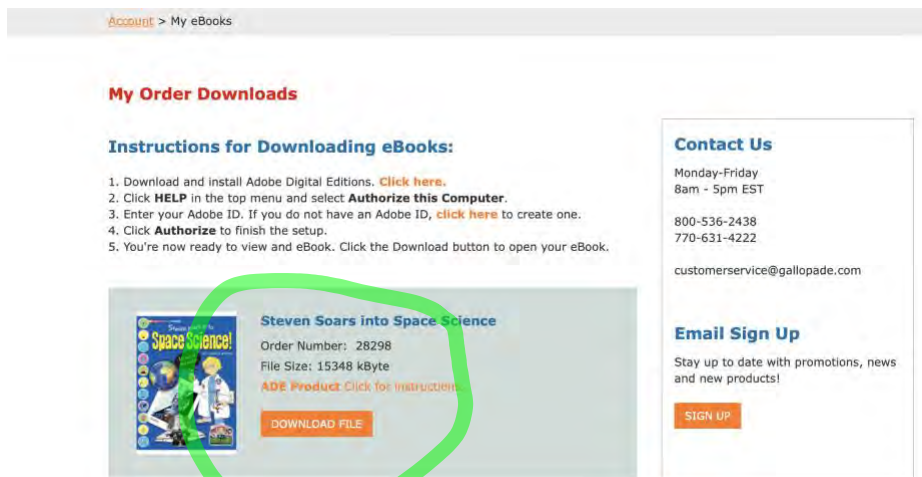 Account > My eBooks
My Order Downloads
Instructions for Downloading eBooks:
1. Download and install Adobe Digital Editions. Click here.
2. Click HELP in the top menu and select Authorize this Computer.
3. Enter your Adobe ID. If you do not have an Adobe ID, click here to create one.
4. Click Authorize to finish the setup.
5. You're now ready to view and eBook. Click the Download button to open your eBook.
Space Science!
Steven Soars into Space Science
Order Number: 28298
File Size: 15348 kByte
ADE Product Click for instructions
DOWNLOAD FILE
Contact Us
Monday-Friday
8am - 5pm EST
800-536-2438
770-631-4222
customerservice@gallopade.com
Email Sign Up
Stay up to date with promotions, news
and new products!
SIGN UP